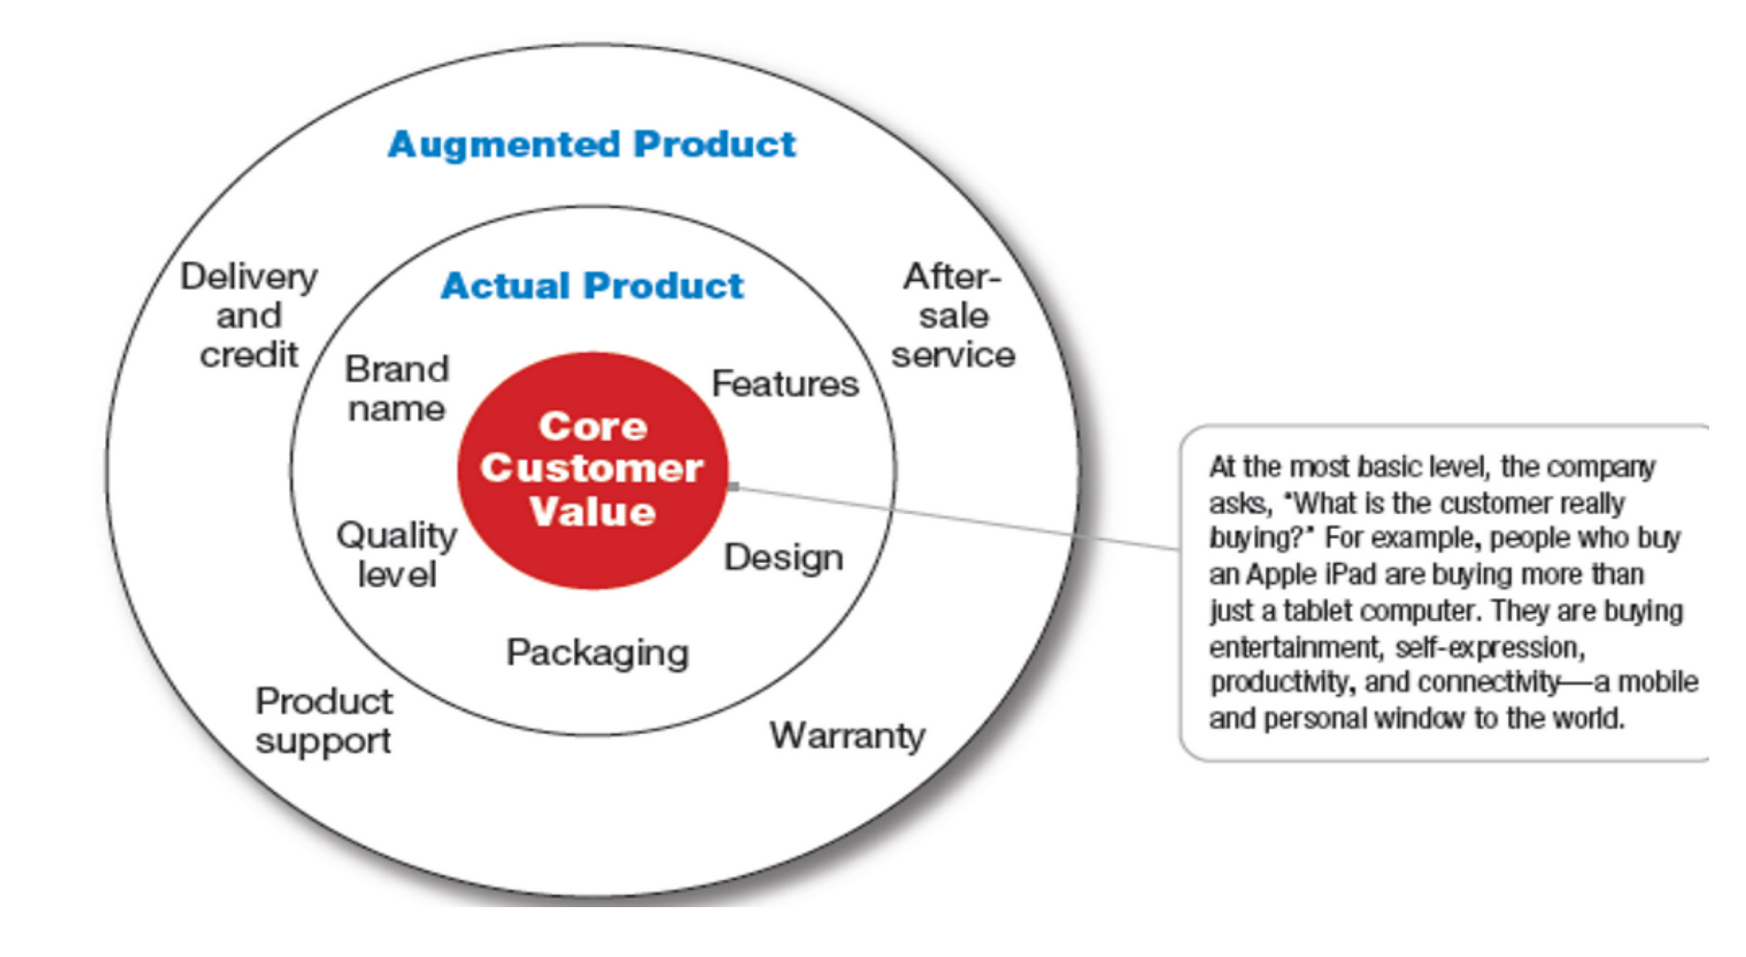 Augmented Product
Delivery
and
credit
After-
sale
service
Actual Product
Brand
name
Features
Core
Customer
Value
Quality
level
Design
Packaging
Product
support
Warranty
At the most basic level, the company
asks, “What is the customer really
buying?” For example, people who buy
an Apple iPad are buying more than
just a tablet computer. They are buying
entertainment, self-expression,
productivity, and connectivity—a mobile
and personal window to the world.